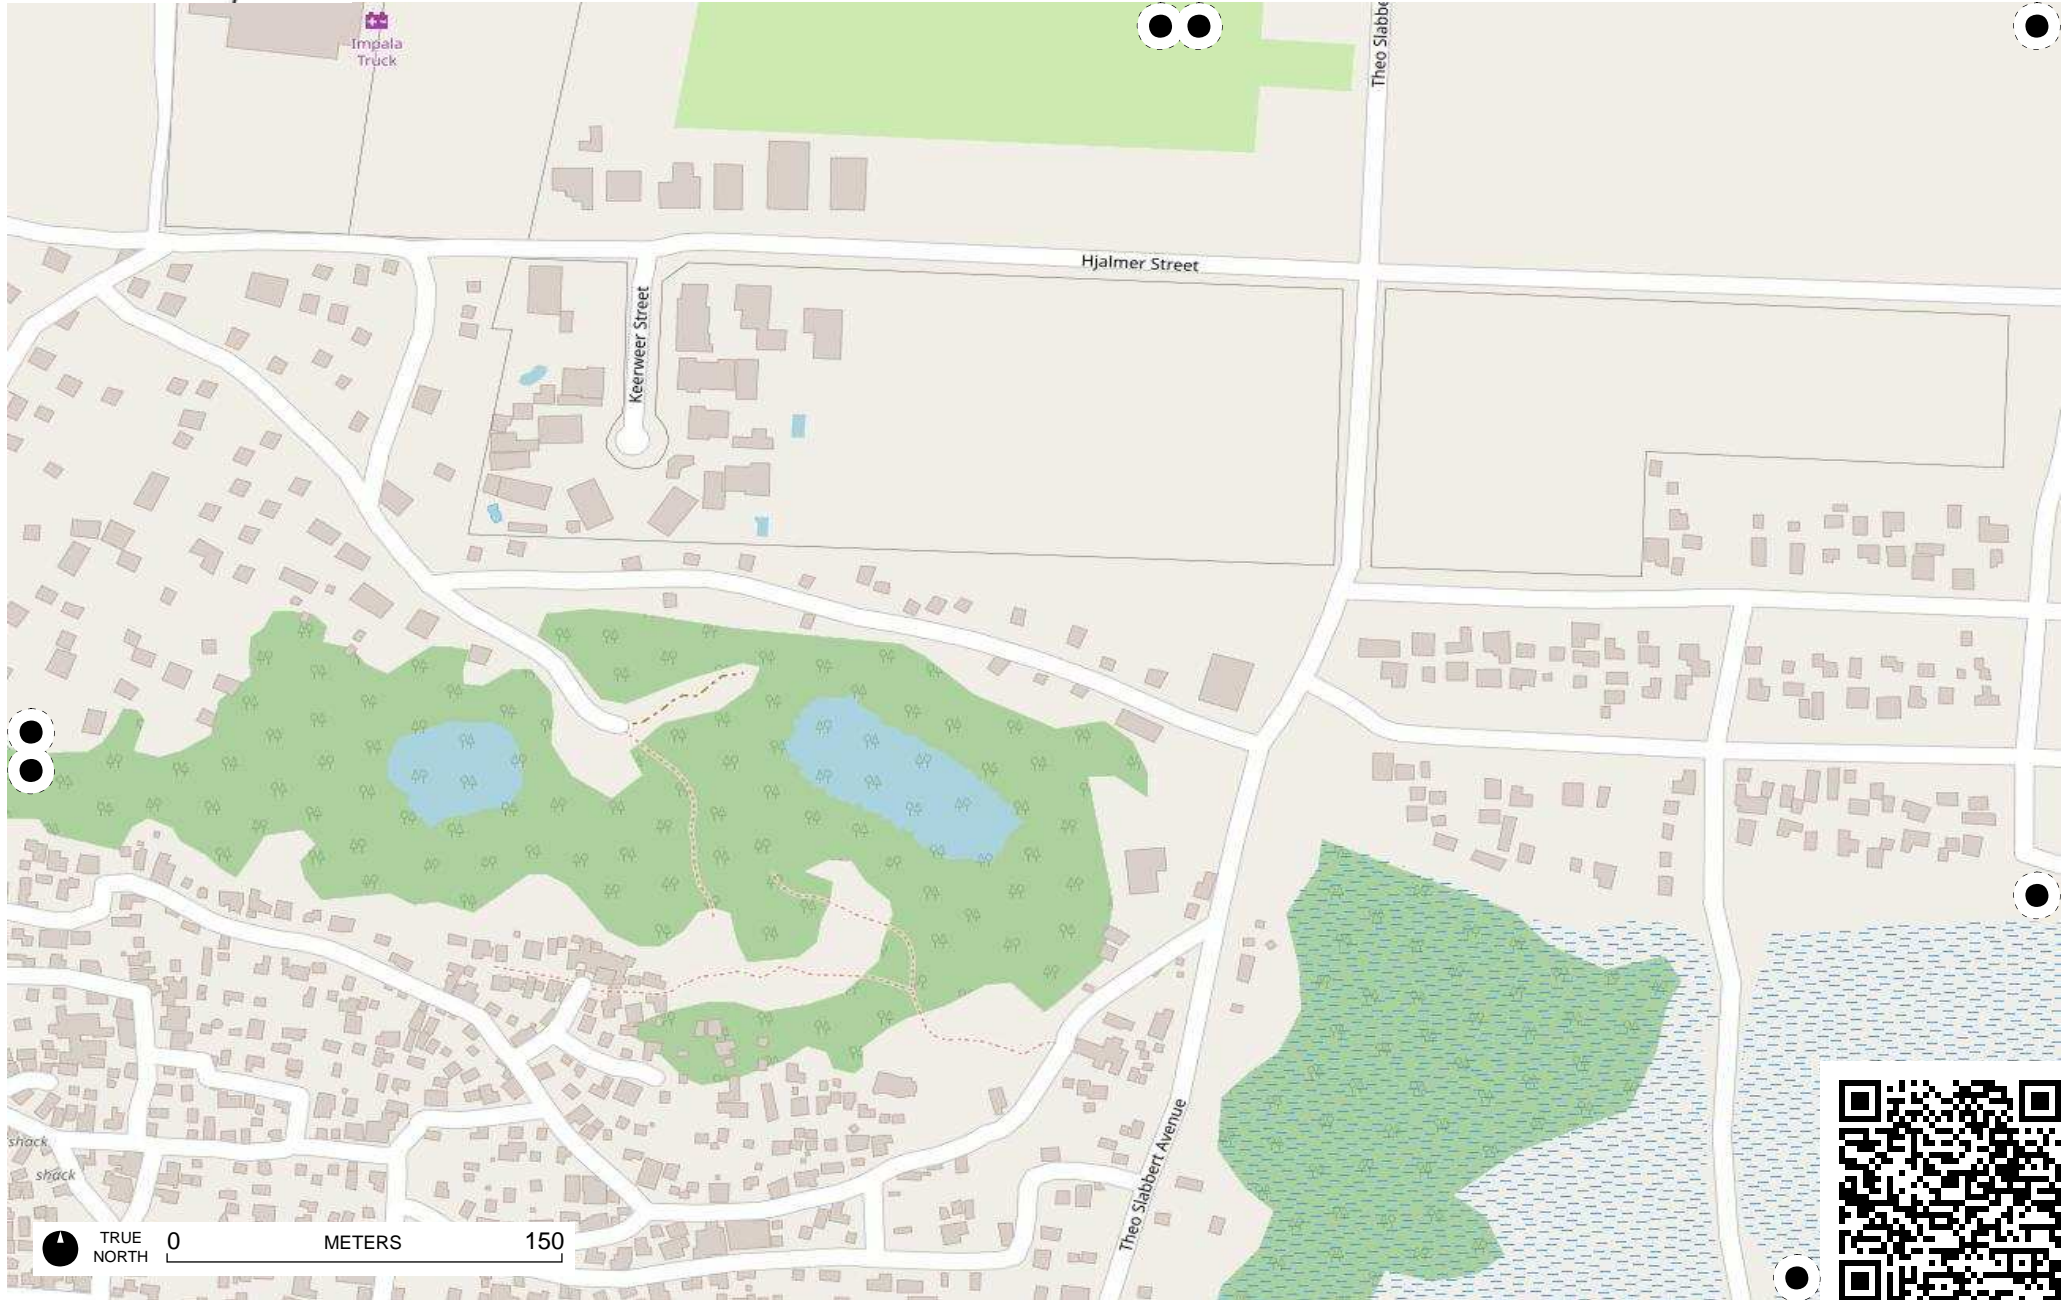 Impala
Truck
Theo Slabbe
Hjalmer Street
Keerweer Street
Theo Slabbert Avenue
shack
shack
TRUE
NORTH
0
METERS
150